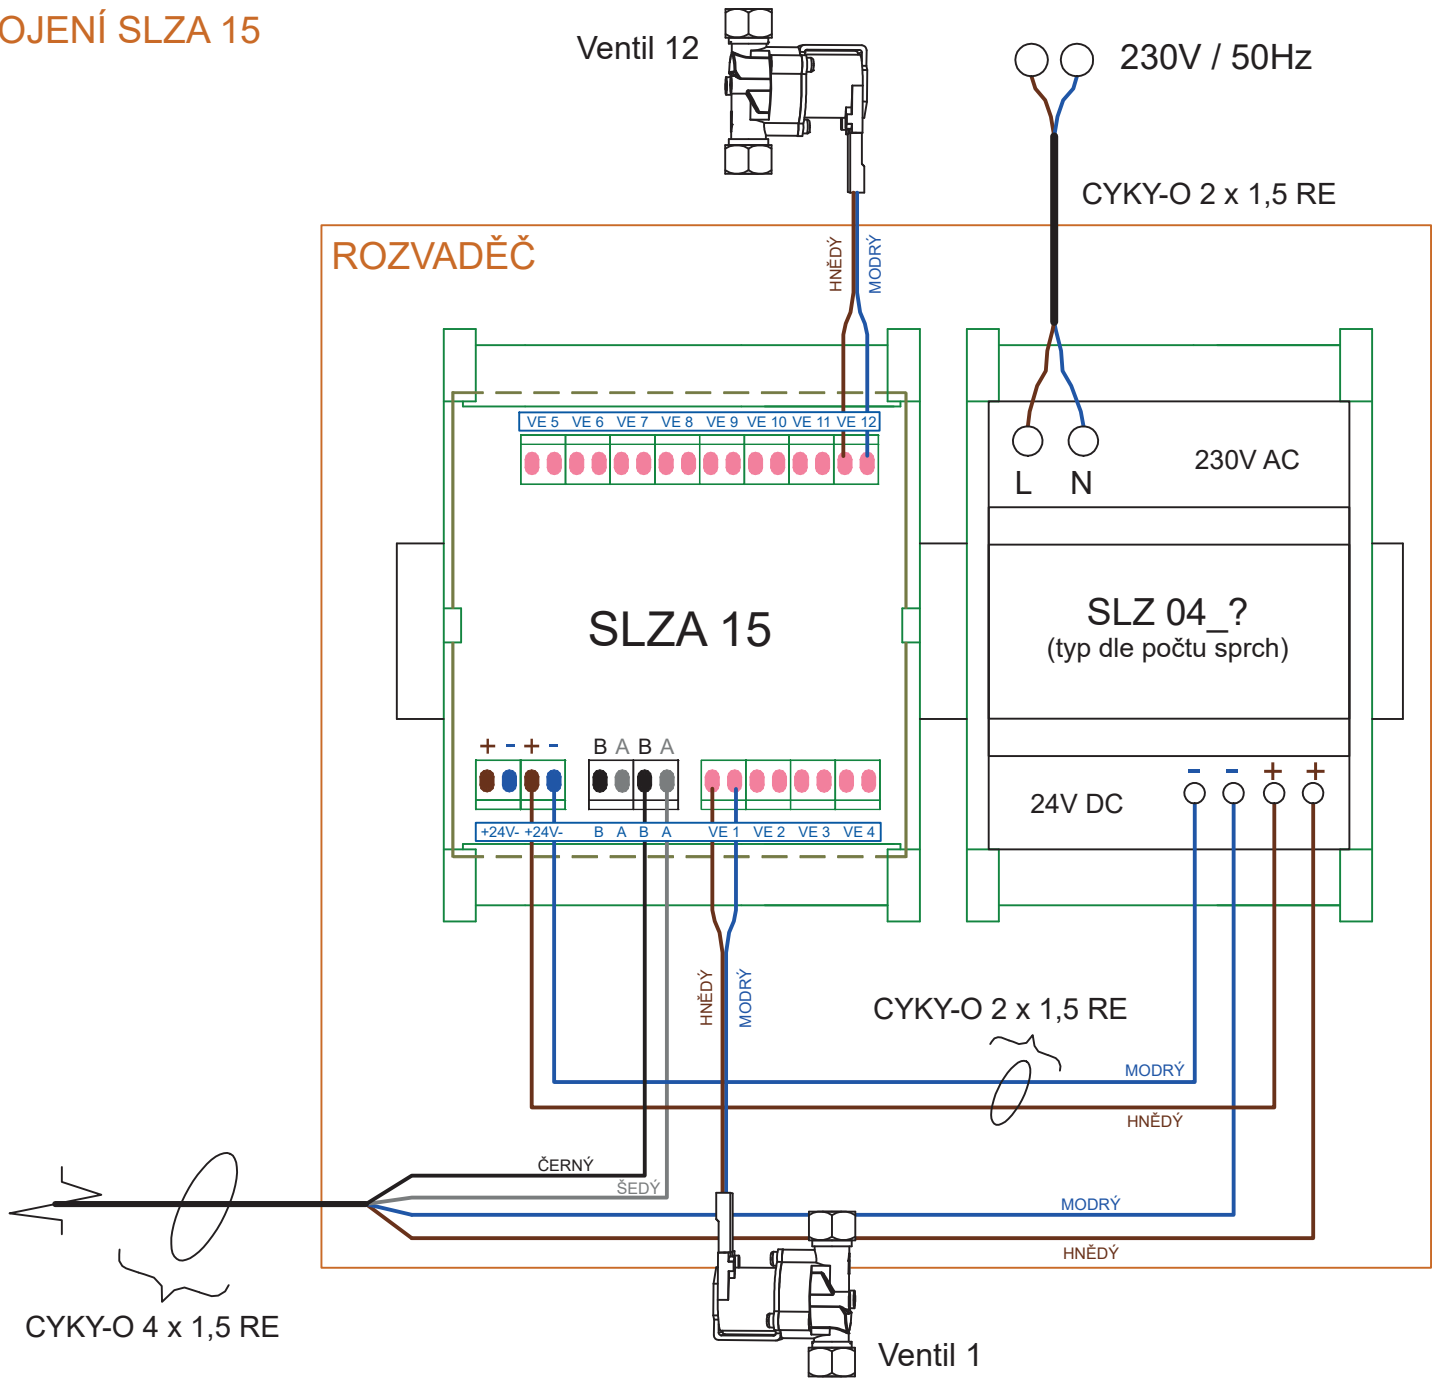 OJENÍ SLZA 15
Ventil 12
230V / 50Hz
CYKY-O 2 x 1,5 RE
ROZVADĚČ
HNĚDÝ
MODRÝ
VE 5 VE 6 VE 7 VE 8 VE 9 VE 10 VE 11 VE 12
L N
230V AC
SLZA 15
SLZ 04_?
(typ dle počtu sprch)
+ - + -
B A B A
- - + +
24V DC
+24V- +24V- B A B A VE 1 VE 2 VE 3 VE 4
HNĚDÝ
MODRÝ
CYKY-O 2 x 1,5 RE
MODRÝ
HNĚDÝ
ČERNÝ
ŠEDÝ
MODRÝ
HNĚDÝ
CYKY-O 4 x 1,5 RE
Ventil 1